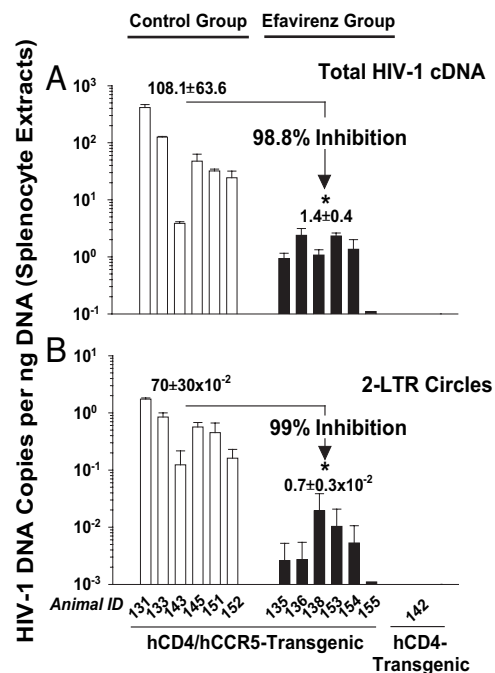 Control Group Efavirenz Group
A
Total HIV-1 cDNA
HIV-1 DNA Copies per ng DNA (Splenocyte Extracts)
10³
10²
10¹
10⁰
10⁻¹
108.1±63.6
98.8% Inhibition
*
1.4±0.4
B
2-LTR Circles
10¹
10⁰
10⁻¹
10⁻²
10⁻³
70±30x10⁻²
99% Inhibition
*
0.7±0.3x10⁻²
Animal ID 131 133 143 145 151 152 135 136 138 153 154 155 142
hCD4/hCCR5-Transgenic hCD4-
Transgenic